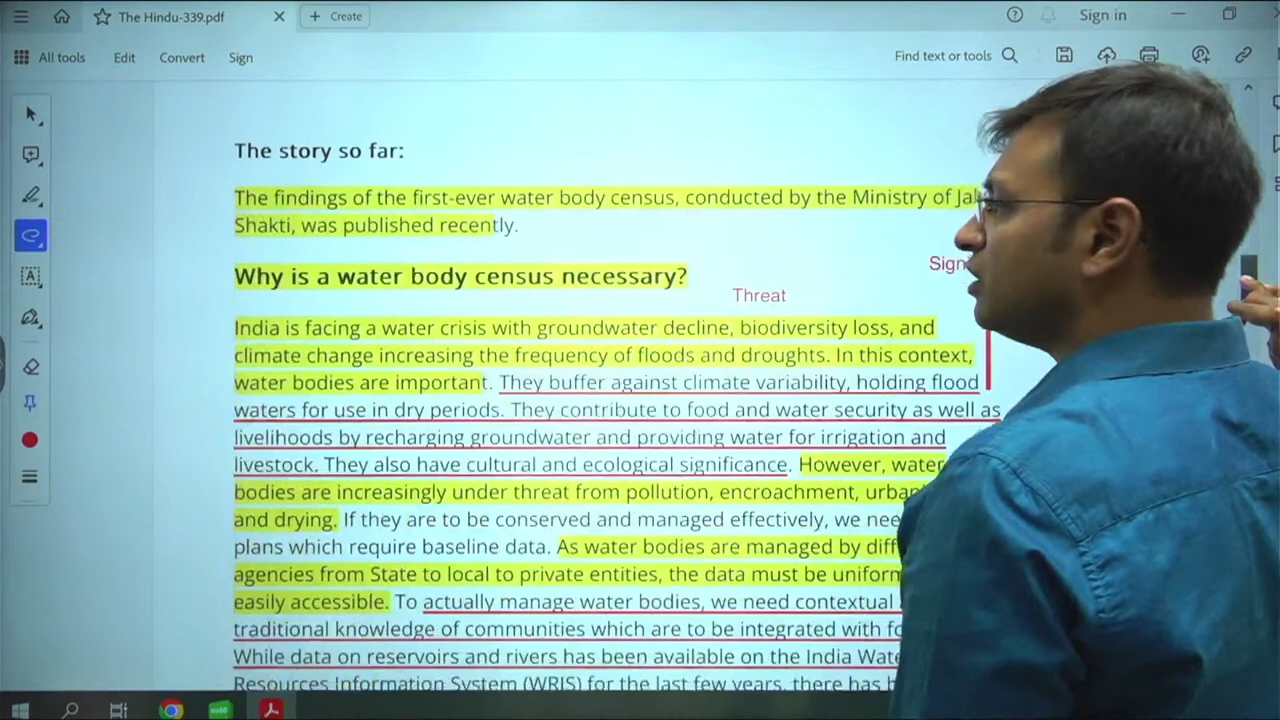 The Hindu-339.pdf
+ Create
Sign in
All tools
Edit
Convert
Sign
Find text or tools
The story so far:
The findings of the first-ever water body census, conducted by the Ministry of
Shakti, was published recently.
Why is a water body census necessary?
Threat
India is facing a water crisis with groundwater decline, biodiversity loss, and
climate change increasing the frequency of floods and droughts. In this context,
water bodies are important. They buffer against climate variability, holding flood
waters for use in dry periods. They contribute to food and water security as well as
livelihoods by recharging groundwater and providing water for irrigation and
livestock. They also have cultural and ecological significance. However, water
bodies are increasingly under threat from pollution, encroachment,
and drying. If they are to be conserved and managed effectively, we
plans which require baseline data. As water bodies are managed by
agencies from State to local to private entities, the data must be uniform
easily accessible. To actually manage water bodies, we need contextual
traditional knowledge of communities which are to be integrated with
While data on reservoirs and rivers has been available on the India
Resources Information System (WRIS) for the last few years, there has